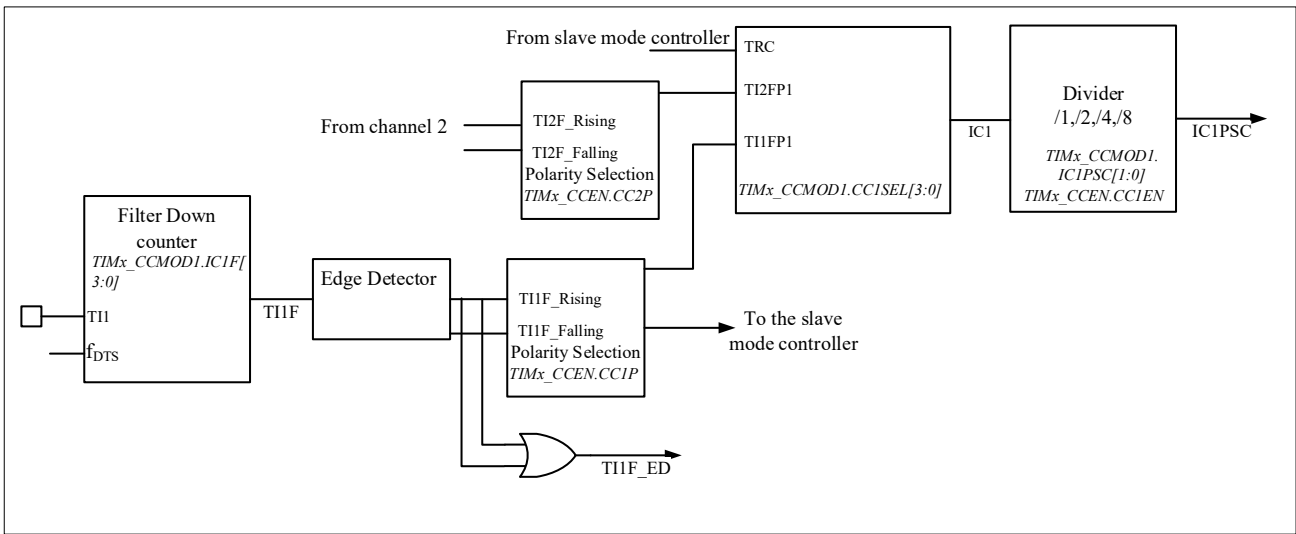 From slave mode controller
TRC
TI2FP1
TI1FP1
TIMx_CCMOD1.CC1SEL[3:0]
From channel 2
TI2F_Rising
TI2F_Falling
Polarity Selection
TIMx_CCEN.CC2P
IC1
Divider
/1,/2,/4,/8
TIMx_CCMOD1.
IC1PSC[1:0]
TIMx_CCEN.CC1EN
IC1PSC
Filter Down
counter
TIMx_CCMOD1.IC1F[
3:0]
TI1
fDTS
TI1F
Edge Detector
TI1F_Rising
TI1F_Falling
Polarity Selection
TIMx_CCEN.CC1P
To the slave
mode controller
TI1F_ED